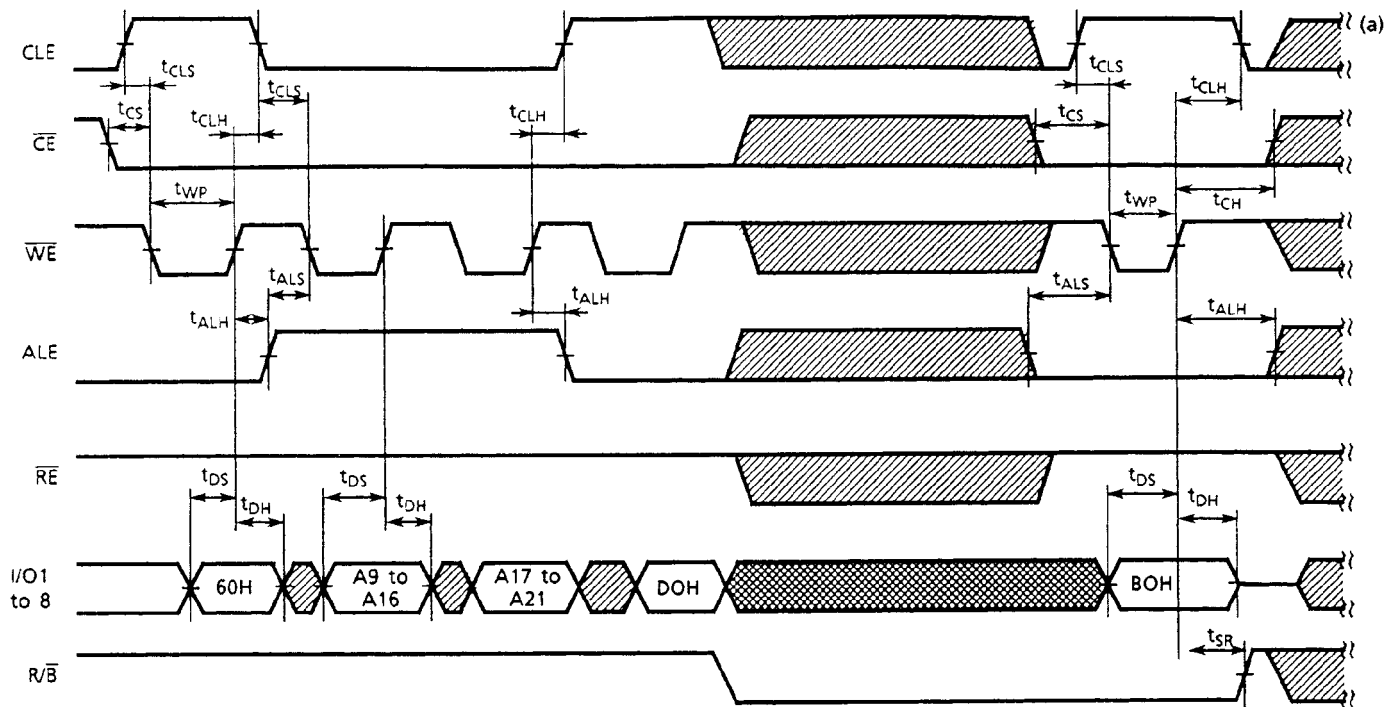 CLE
(a)
tCLS
tCLS
tCLS
tCLH
tCS
tCLH
tCLH
tCS
CE
tWP
tWP
tCH
WE
tALS
tALS
tALH
tALH
tALH
ALE
RE
tDS
tDS
tDS
tDH
tDH
tDH
I/O1
to 8
60H
A9 to
A16
A17 to
A21
DOH
BOH
tSR
R/B